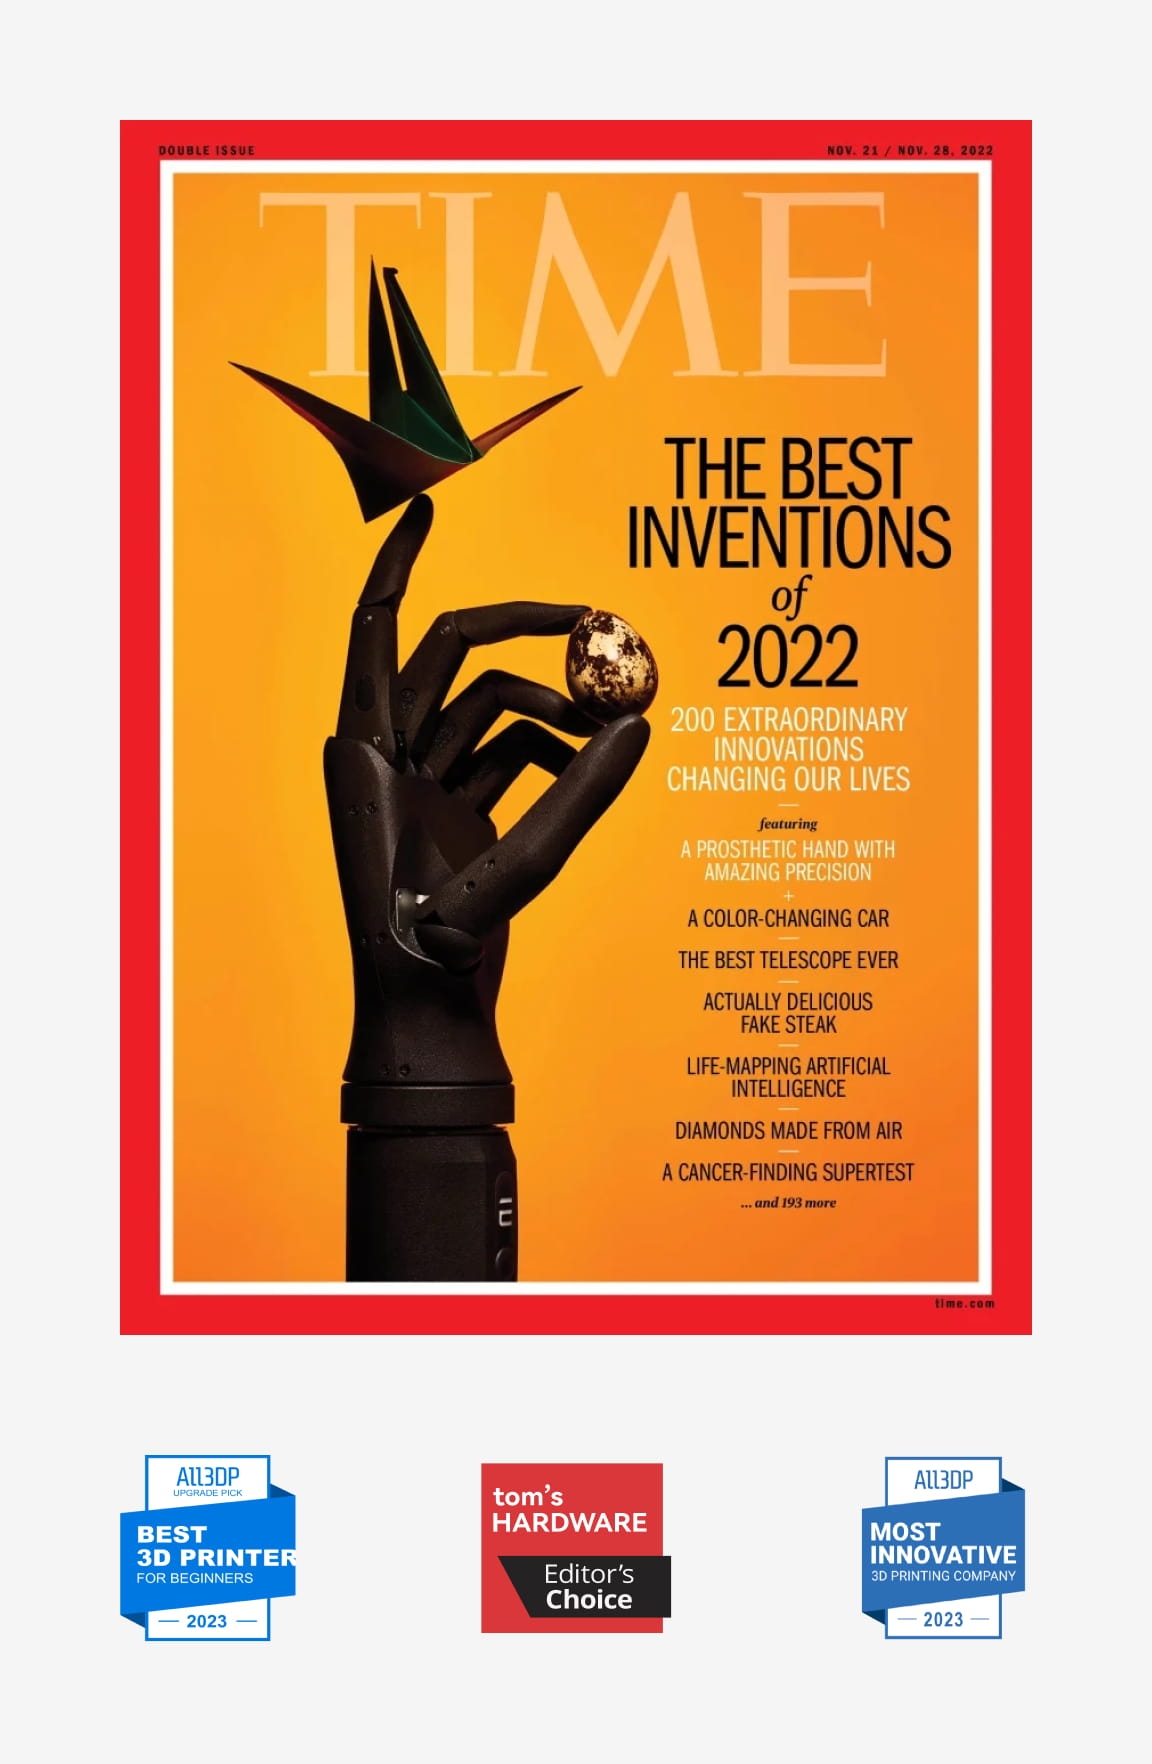 DOUBLE ISSUE
NOV. 21 / NOV. 28, 2022
TIME
THE BEST
INVENTIONS
of
2022
200 EXTRAORDINARY
INNOVATIONS
CHANGING OUR LIVES
featuring
A PROSTHETIC HAND WITH
AMAZING PRECISION
+
A COLOR-CHANGING CAR
THE BEST TELESCOPE EVER
ACTUALLY DELICIOUS
FAKE STEAK
LIFE-MAPPING ARTIFICIAL
INTELLIGENCE
DIAMONDS MADE FROM AIR
A CANCER-FINDING SUPERTEST
... and 193 more
time.com
ALL3DP
UPGRADE PICK
BEST
3D PRINTER
FOR BEGINNERS
2023
tom's
HARDWARE
Editor's
Choice
ALL3DP
MOST
INNOVATIVE
3D PRINTING COMPANY
2023